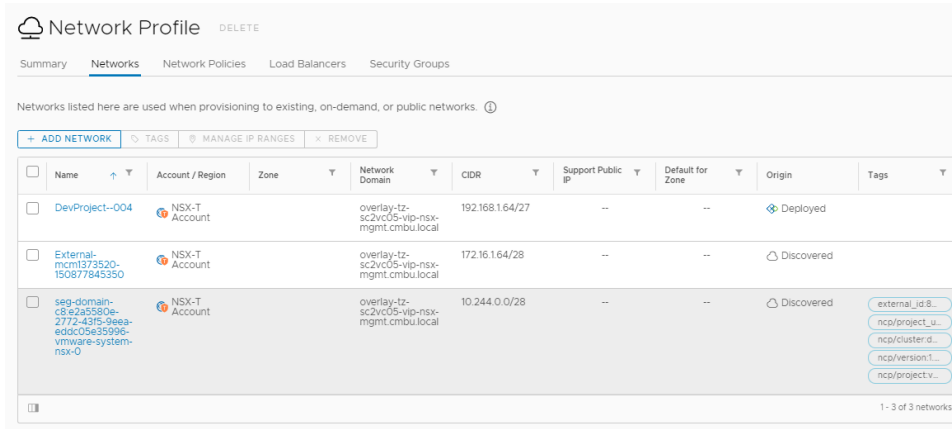 Network Profile DELETE
Summary Networks Network Policies Load Balancers Security Groups
Networks listed here are used when provisioning to existing, on-demand, or public networks.
+ ADD NETWORK TAGS MANAGE IP RANGES × REMOVE
Name Account / Region Zone Network Domain CIDR Support Public IP Default for Zone Origin Tags
DevProject--004
NSX-T
Account
overlay-tz-
sc2vc05-vip-nsx-
mgmt.cmbu.local
192.168.1.64/27
--
--
Deployed
External-
mcm1373520-
150877845350
NSX-T
Account
overlay-tz-
sc2vc05-vip-nsx-
mgmt.cmbu.local
172.16.1.64/28
--
--
Discovered
seg-domain-
c8:e2a5580e-
2772-43f5-9eea-
eddc05e35996-
vmware-system-
nsx-0
NSX-T
Account
overlay-tz-
sc2vc05-vip-nsx-
mgmt.cmbu.local
10.244.0.0/28
--
--
Discovered
external_id:8...
ncp/project_u...
ncp/cluster:d...
ncp/version:1....
ncp/project:v...
1 - 3 of 3 networks